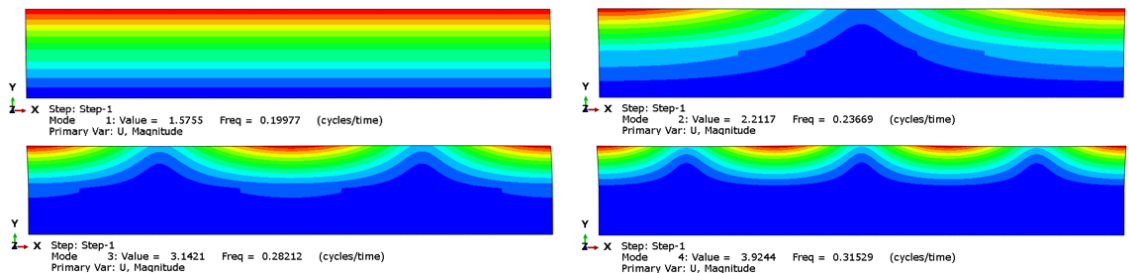 Y
Z X
Step: Step-1
Mode 1: Value = 1.5755 Freq = 0.19977 (cycles/time)
Primary Var: U, Magnitude
Y
Z X
Step: Step-1
Mode 2: Value = 2.2117 Freq = 0.23669 (cycles/time)
Primary Var: U, Magnitude
Y
Z X
Step: Step-1
Mode 3: Value = 3.1421 Freq = 0.28212 (cycles/time)
Primary Var: U, Magnitude
Y
Z X
Step: Step-1
Mode 4: Value = 3.9244 Freq = 0.31529 (cycles/time)
Primary Var: U, Magnitude